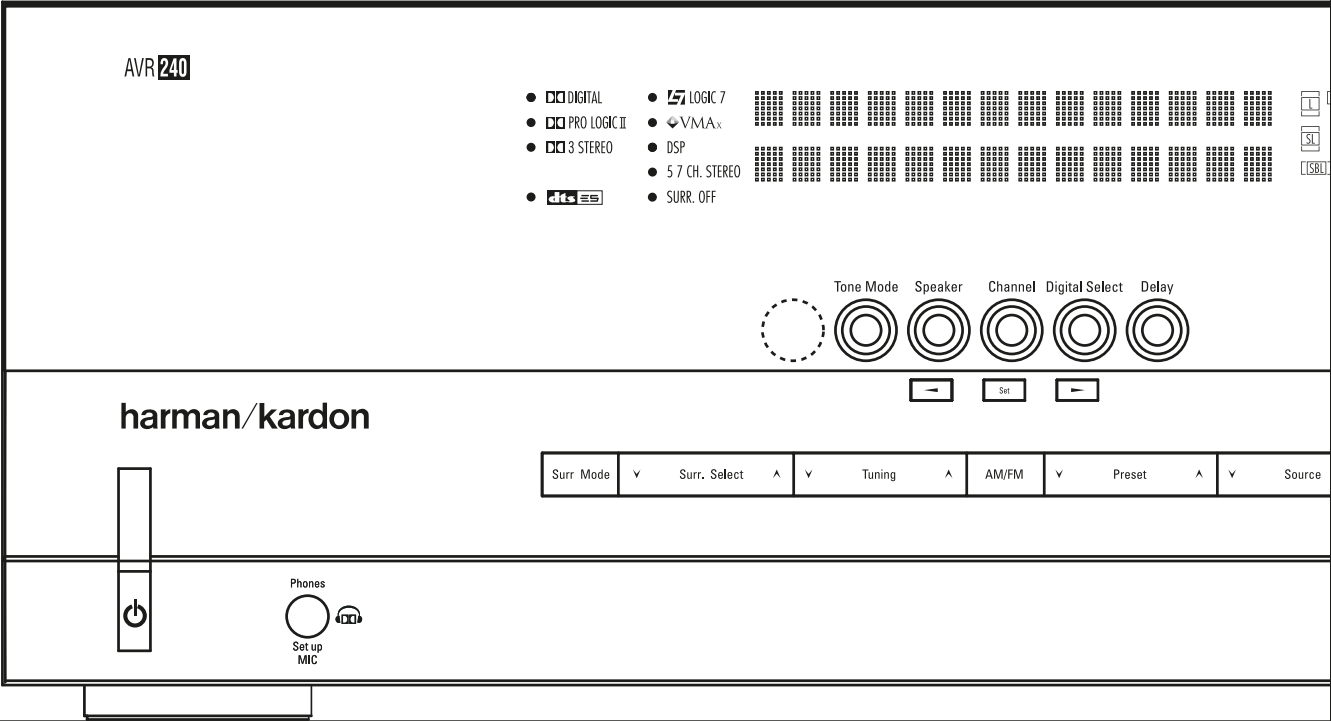 AVR 240
DIGITAL
PRO LOGIC II
3 STEREO
dts ES
LOGIC 7
VMAx
DSP
5 7 CH. STEREO
SURR. OFF
L
SL
SBL
Tone Mode Speaker Channel Digital Select Delay
Set
harman/kardon
Surr Mode Surr. Select Tuning AM/FM Preset Source
Phones
Set up
MIC